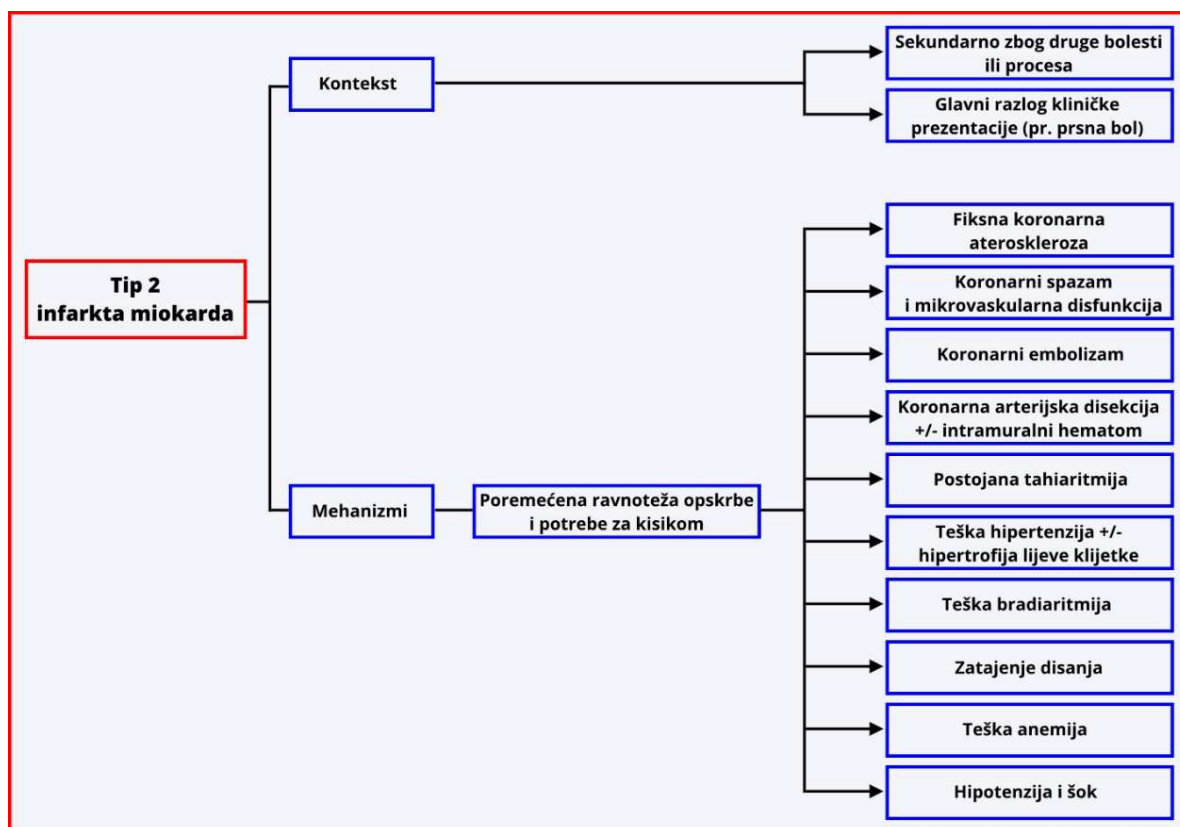 Sekundarno zbog druge bolesti
ili procesa
Kontekst
Glavni razlog kliničke
prezentacije (pr. prsna bol)
Tip 2
infarkta miokarda
Fiksna koronarna
ateroskleroza
Koronarni spazam
i mikrovaskularna disfunkcija
Koronarni embolizam
Koronarna arterijska disekcija
+/- intramuralni hematom
Mehanizmi
Poremećena ravnoteža opskrbe
i potrebe za kisikom
Postojana tahiaritmija
Teška hipertenzija +/-
hipertrofija lijeve klijetke
Teška bradiaritmija
Zatajenje disanja
Teška anemija
Hipotenzija i šok